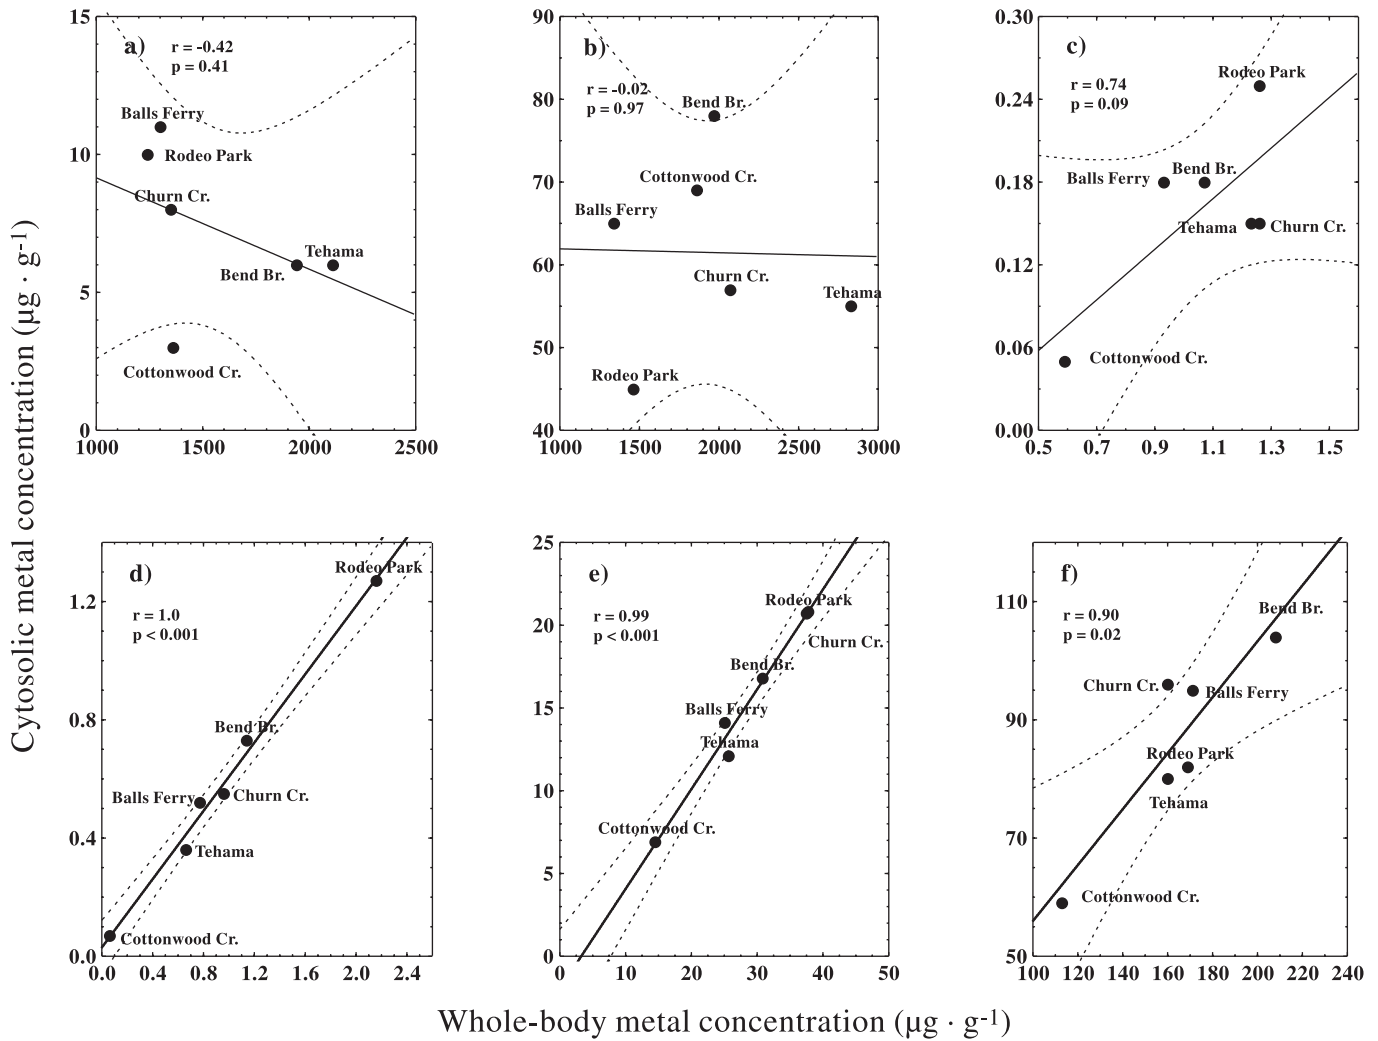 Cytosolic metal concentration (µg · g-1)
a)
r = -0.42
p = 0.41
15
10
5
0
1000 1500 2000 2500
Balls Ferry
Rodeo Park
Churn Cr.
Tehama
Bend Br.
Cottonwood Cr.
b)
r = -0.02
p = 0.97
90
80
70
60
50
40
1000 1500 2000 2500 3000
Bend Br.
Cottonwood Cr.
Balls Ferry
Churn Cr.
Tehama
Rodeo Park
c)
r = 0.74
p = 0.09
0.30
0.24
0.18
0.12
0.06
0.00
0.5 0.7 0.9 1.1 1.3 1.5
Rodeo Park
Bend Br.
Balls Ferry
Tehama
Churn Cr.
Cottonwood Cr.
d)
r = 1.0
p < 0.001
1.2
0.8
0.4
0.0
0.0 0.4 0.8 1.2 1.6 2.0 2.4
Rodeo Park
Bend Br.
Balls Ferry
Churn Cr.
Tehama
Cottonwood Cr.
e)
r = 0.99
p < 0.001
25
20
15
10
5
0
0 10 20 30 40 50
Rodeo Park
Churn Cr.
Bend Br.
Balls Ferry
Tehama
Cottonwood Cr.
f)
r = 0.90
p = 0.02
110
90
70
50
100 120 140 160 180 200 220 240
Bend Br.
Churn Cr.
Balls Ferry
Rodeo Park
Tehama
Cottonwood Cr.
Whole-body metal concentration (µg · g-1)